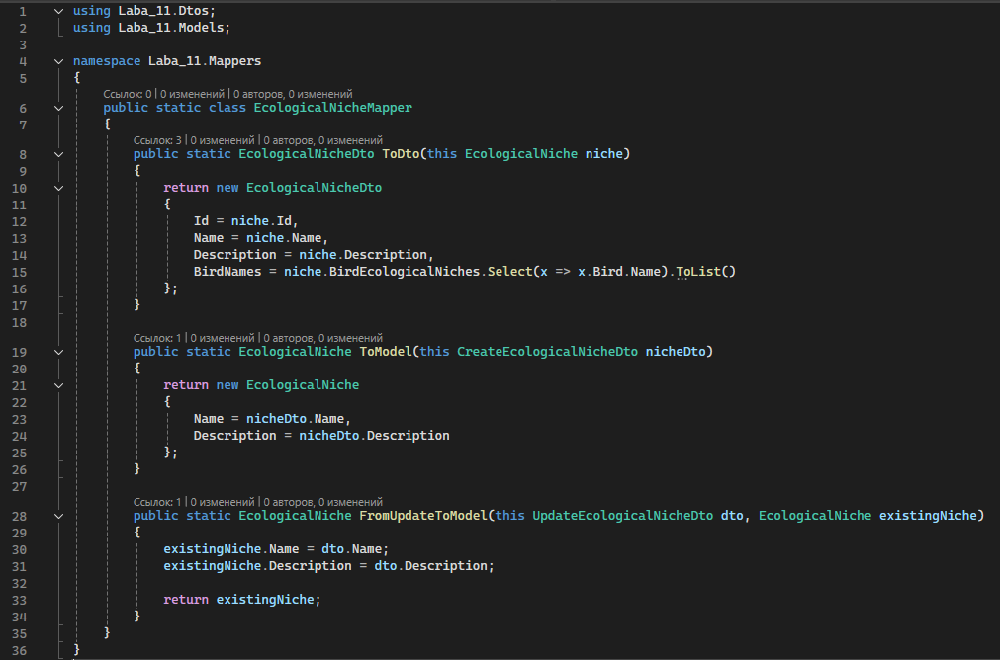 1 using Laba_11.Dtos;
2 using Laba_11.Models;
3
4 namespace Laba_11.Mappers
5 {
Ссылок: 0 | 0 изменений | 0 авторов, 0 изменений
6 public static class EcologicalNicheMapper
7 {
Ссылок: 3 | 0 изменений | 0 авторов, 0 изменений
8 public static EcologicalNicheDto ToDto(this EcologicalNiche niche)
9 {
10 return new EcologicalNicheDto
11 {
12 Id = niche.Id,
13 Name = niche.Name,
14 Description = niche.Description,
15 BirdNames = niche.BirdEcologicalNiches.Select(x => x.Bird.Name).ToList()
16 };
17 }
18
Ссылок: 1 | 0 изменений | 0 авторов, 0 изменений
19 public static EcologicalNiche ToModel(this CreateEcologicalNicheDto nicheDto)
20 {
21 return new EcologicalNiche
22 {
23 Name = nicheDto.Name,
24 Description = nicheDto.Description
25 };
26 }
27
Ссылок: 1 | 0 изменений | 0 авторов, 0 изменений
28 public static EcologicalNiche FromUpdateToModel(this UpdateEcologicalNicheDto dto, EcologicalNiche existingNiche)
29 {
30 existingNiche.Name = dto.Name;
31 existingNiche.Description = dto.Description;
32
33 return existingNiche;
34 }
35 }
36 }